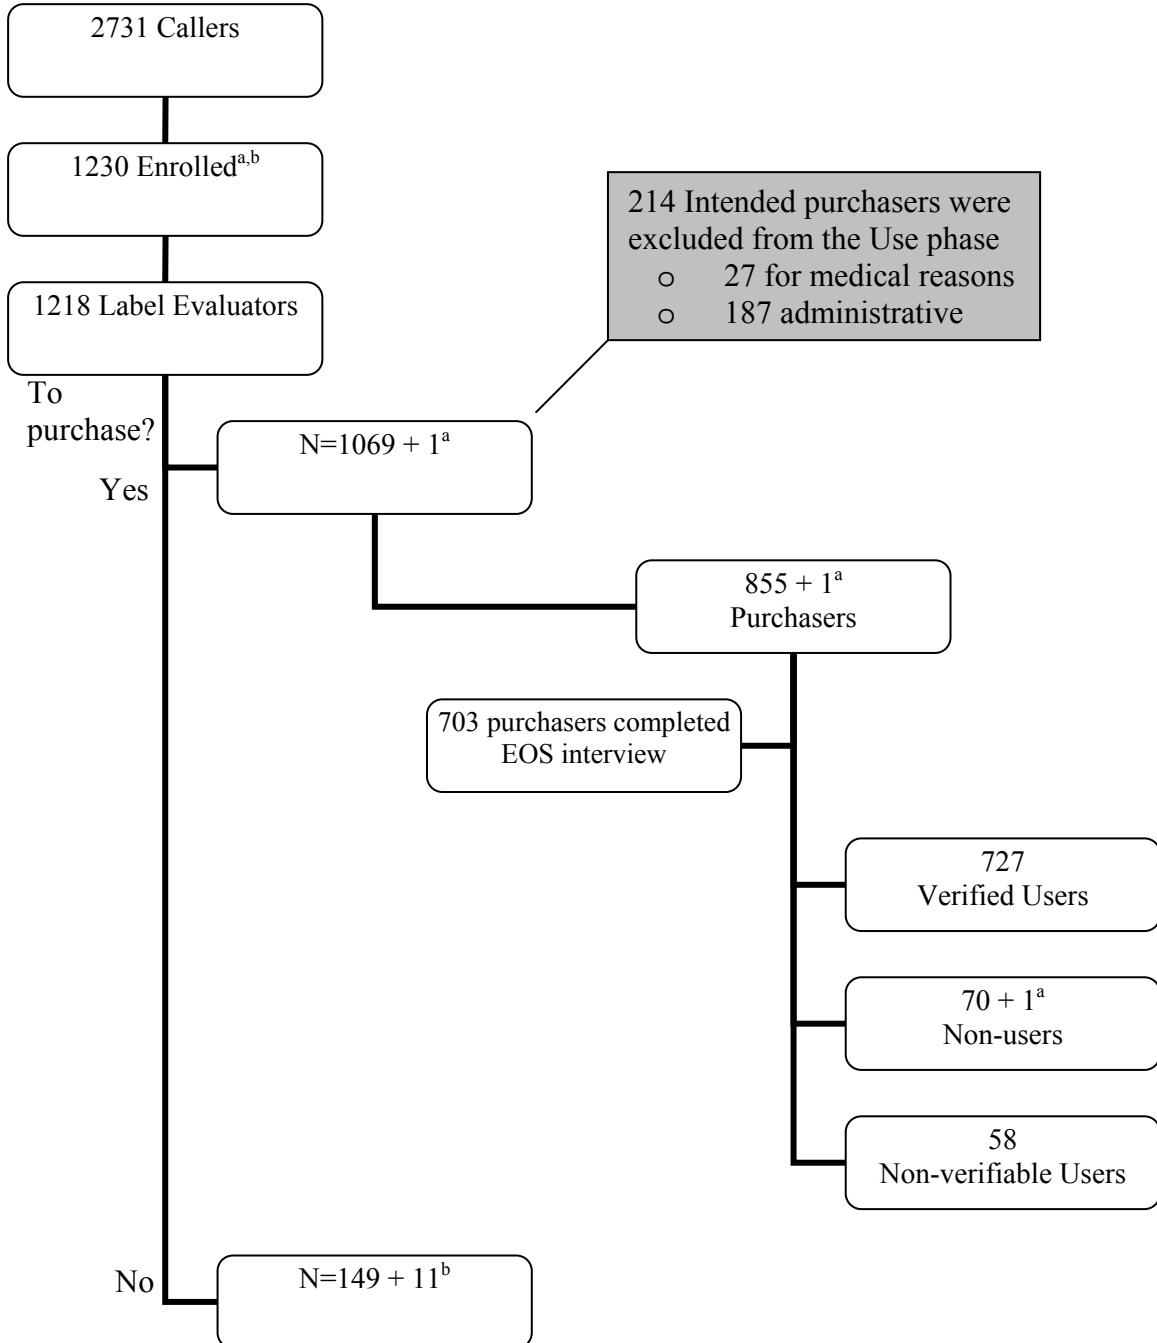 2731 Callers
1230 Enrolled^a,b
214 Intended purchasers were
excluded from the Use phase
o 27 for medical reasons
o 187 administrative
1218 Label Evaluators
To
purchase?
N=1069 + 1^a
Yes
855 + 1^a
Purchasers
703 purchasers completed
EOS interview
727
Verified Users
70 + 1^a
Non-users
58
Non-verifiable Users
No
N=149 + 11^b